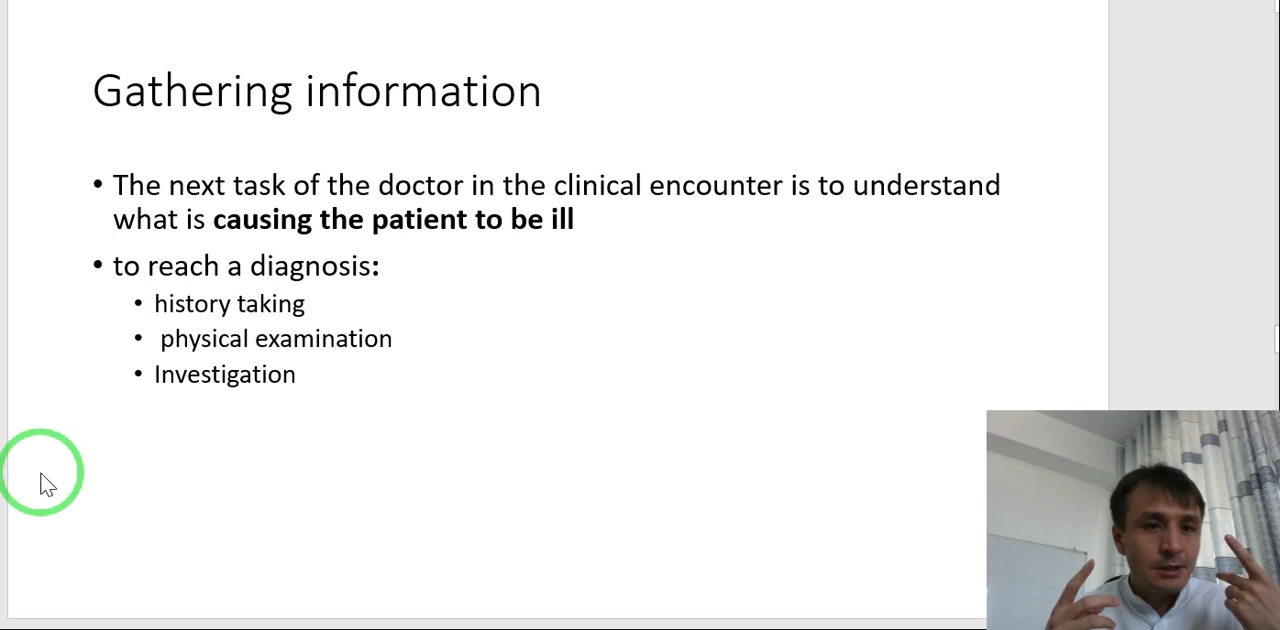 Gathering information
• The next task of the doctor in the clinical encounter is to understand
what is causing the patient to be ill
• to reach a diagnosis:
• history taking
• physical examination
• Investigation